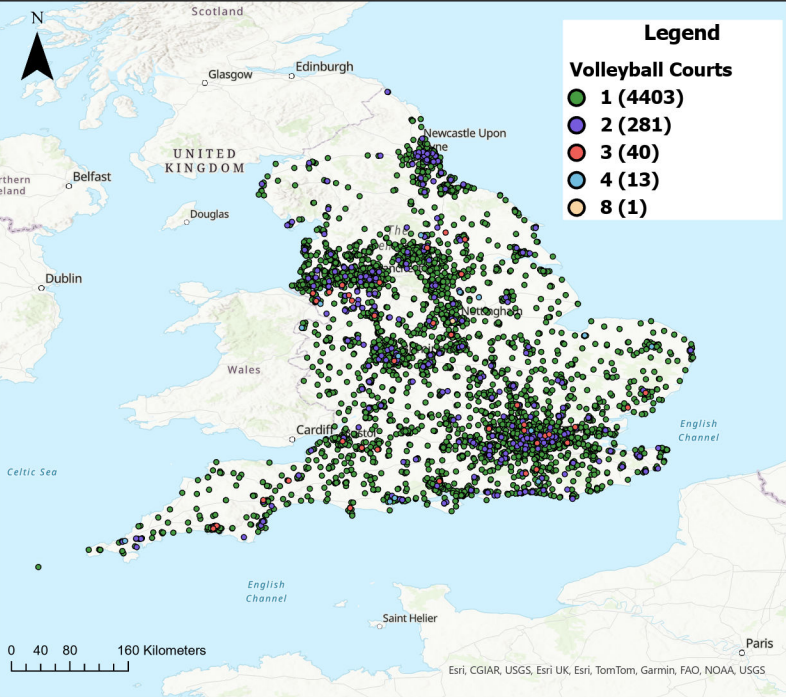 Scotland
N
Legend
Volleyball Courts
1 (4403)
2 (281)
3 (40)
4 (13)
8 (1)
Glasgow
Edinburgh
Newcastle Upon
yne
UNITED
KINGDOM
rthern
eland
Belfast
Douglas
The
Dublin
Nottingham
Wales
Cardiff
English
Channel
Celtic Sea
English
Channel
Saint Helier
0 40 80 160 Kilometers
Paris
Esri, CGIAR, USGS, Esri UK, Esri, TomTom, Garmin, FAO, NOAA, USGS